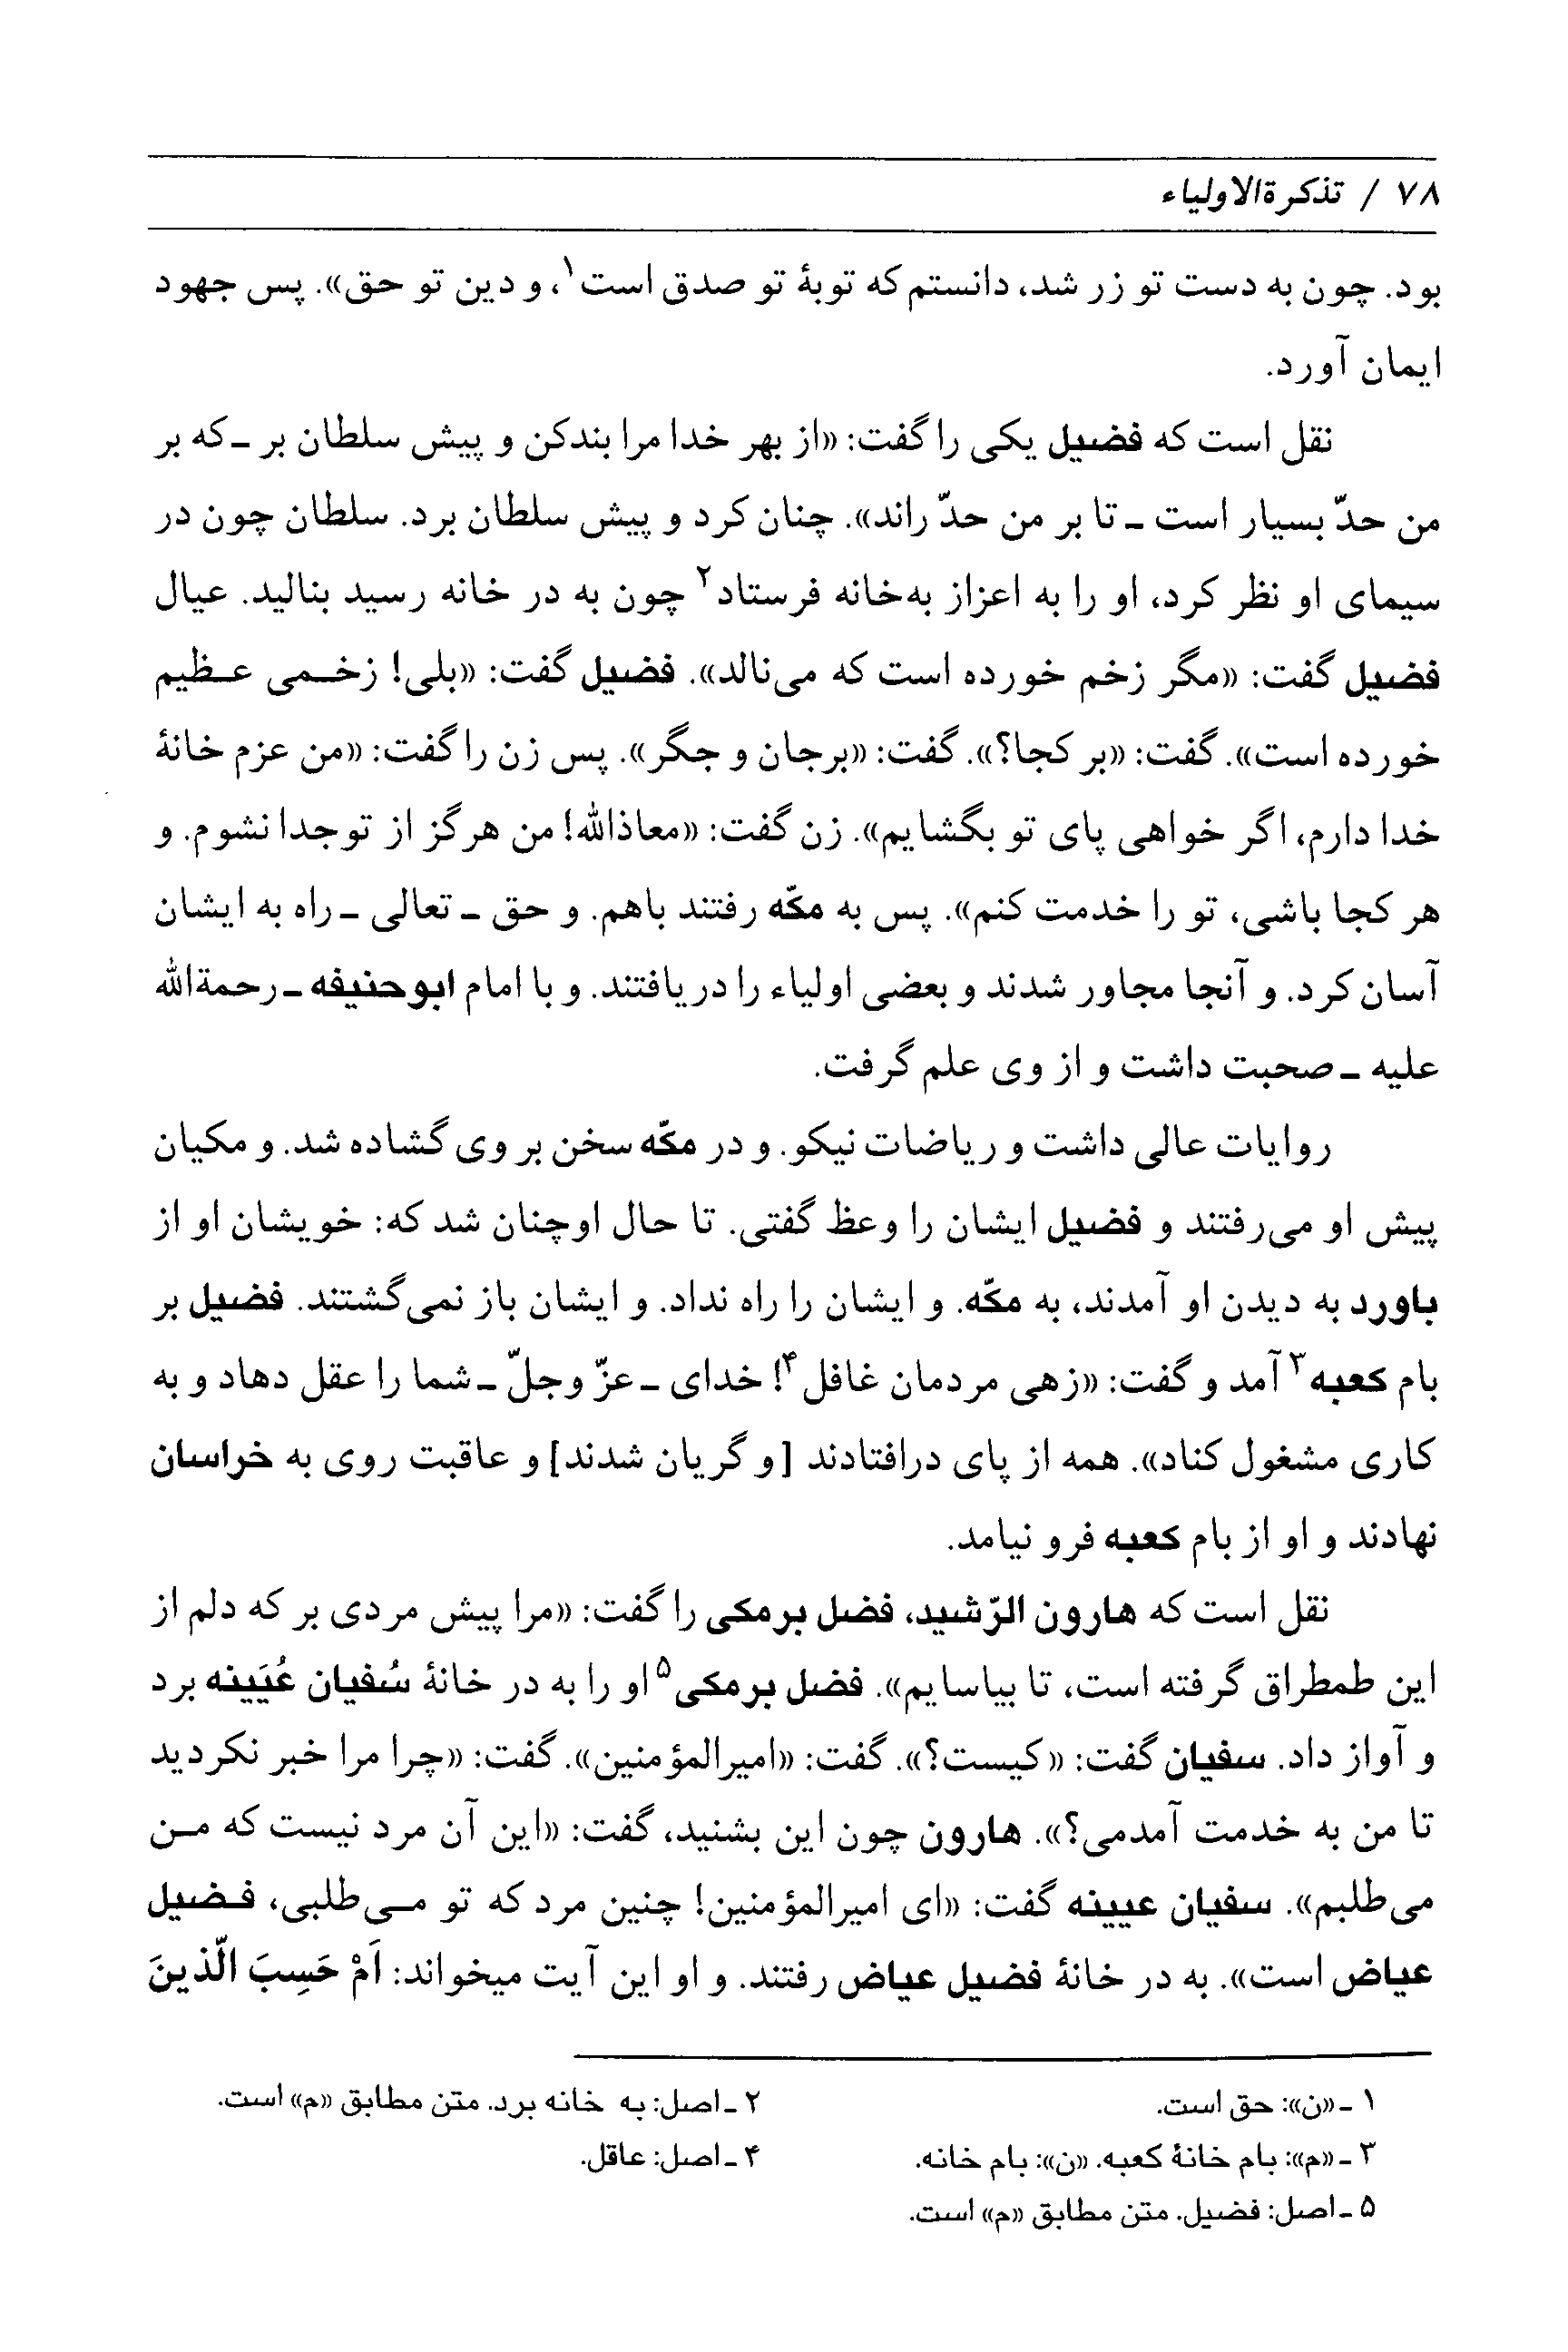 ۷۸ / تذکرةالاولیاء
بود. چون به دست تو زر شد، دانستم که توبهٔ تو صدق است۱، و دین تو حق». پس جهود
ایمان آورد.
نقل است که فضیل یکی را گفت: «از بهر خدا مرا بندکن و پیش سلطان بر ـ که بر
من حدّ بسیار است ـ تا بر من حدّ راند». چنان کرد و پیش سلطان برد. سلطان چون در
سیمای او نظر کرد، او را به اعزاز به‌خانه فرستاد۲ چون به در خانه رسید بنالید. عیال
فضیل گفت: «مگر زخم خورده است که می‌نالد». فضیل گفت: «بلی! زخمی عظیم
خورده است». گفت: «بر کجا؟». گفت: «برجان و جگر». پس زن را گفت: «من عزم خانهٔ
خدا دارم، اگر خواهی پای تو بگشایم». زن گفت: «معاذالله! من هرگز از تو جدا نشوم. و
هر کجا باشی، تو را خدمت کنم». پس به مکّه رفتند باهم. و حق ـ تعالی ـ راه به ایشان
آسان کرد. و آنجا مجاور شدند و بعضی اولیاء را دریافتند. و با امام ابوحنیفه ـ رحمةالله
علیه ـ صحبت داشت و از وی علم گرفت.
روایات عالی داشت و ریاضات نیکو. و در مکّه سخن بر وی گشاده شد. و مکیان
پیش او می‌رفتند و فضیل ایشان را وعظ گفتی. تا حال اوچنان شد که: خویشان او از
باورد به دیدن او آمدند، به مکّه. و ایشان را راه نداد. و ایشان باز نمی‌گشتند. فضیل بر
بام کعبه۳ آمد و گفت: «زهی مردمان غافل۴! خدای ـ عزّ وجلّ ـ شما را عقل دهاد و به
کاری مشغول کناد». همه از پای درافتادند [و گریان شدند] و عاقبت روی به خراسان
نهادند و او از بام کعبه فرو نیامد.
نقل است که هارون الرّشید، فضل برمکی را گفت: «مرا پیش مردی بر که دلم از
این طمطراق گرفته است، تا بیاسایم». فضل برمکی۵ او را به در خانهٔ سُفیان عُیَینه برد
و آواز داد. سفیان گفت: «کیست؟». گفت: «امیرالمؤمنین». گفت: «چرا مرا خبر نکردید
تا من به خدمت آمدمی؟». هارون چون این بشنید، گفت: «این آن مرد نیست که من
می‌طلبم». سفیان عیینه گفت: «ای امیرالمؤمنین! چنین مرد که تو می‌طلبی، فضیل
عیاض است». به در خانهٔ فضیل عیاض رفتند. و او این آیت میخواند: اَمْ حَسِبَ الّذینَ
۱ ـ «ن»: حق است.
۲ ـ اصل: به خانه برد. متن مطابق «م» است.
۳ ـ «م»: بام خانهٔ کعبه. «ن»: بام خانه.
۴ ـ اصل: عاقل.
۵ ـ اصل: فضیل. متن مطابق «م» است.